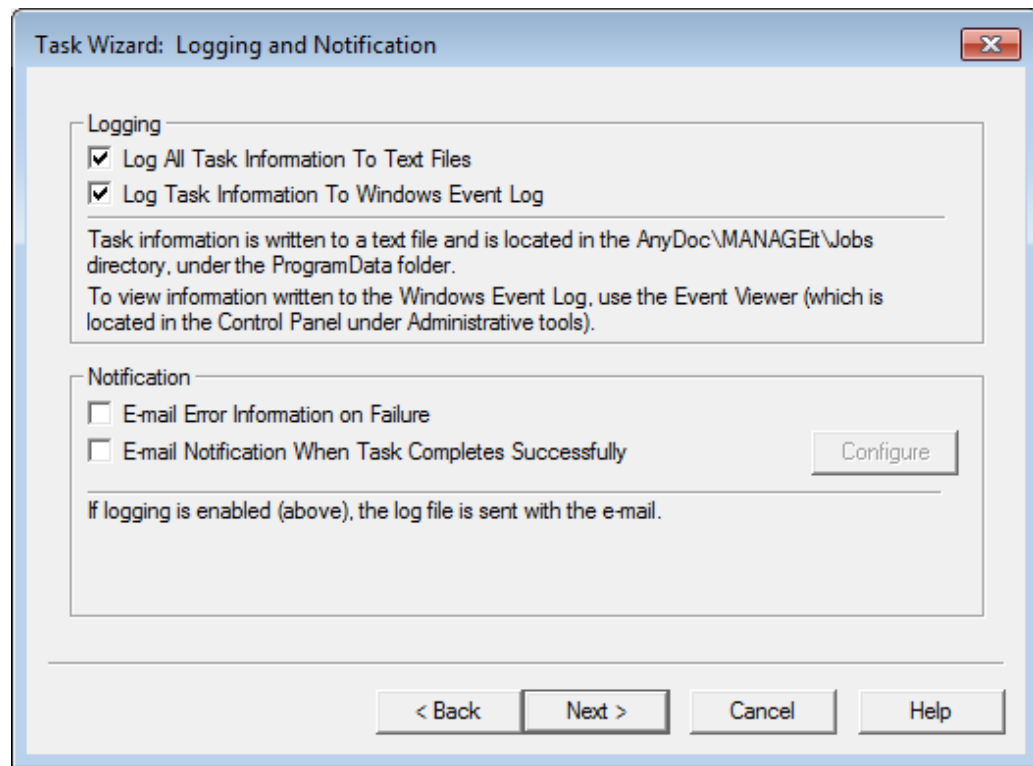 Task Wizard:  Logging and Notification
Logging
Log All Task Information To Text Files
Log Task Information To Windows Event Log
Task information is written to a text file and is located in the AnyDoc\MANAGEit\Jobs
directory, under the ProgramData folder.
To view information written to the Windows Event Log, use the Event Viewer (which is
located in the Control Panel under Administrative tools).
Notification
E-mail Error Information on Failure
E-mail Notification When Task Completes Successfully
Configure
If logging is enabled (above), the log file is sent with the e-mail.
< Back
Next >
Cancel
Help